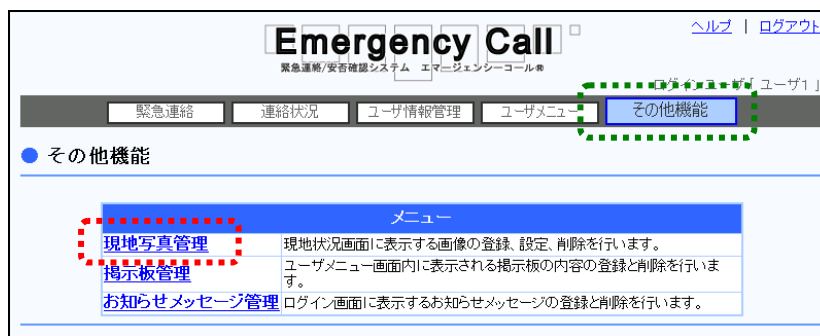 ヘルプ | ログアウト
Emergency Call
緊急連絡/安否確認システム エマージェンシーコール®
ログインユーザ「ユーザ1」
緊急連絡 連絡状況 ユーザ情報管理 ユーザメニュー その他機能
その他機能
メニュー
現地写真管理 現地状況画面に表示する画像の登録、設定、削除を行います。
掲示板管理 ユーザメニュー画面内に表示される掲示板の内容の登録と削除を行いま
す。
お知らせメッセージ管理 ログイン画面に表示するお知らせメッセージの登録と削除を行います。